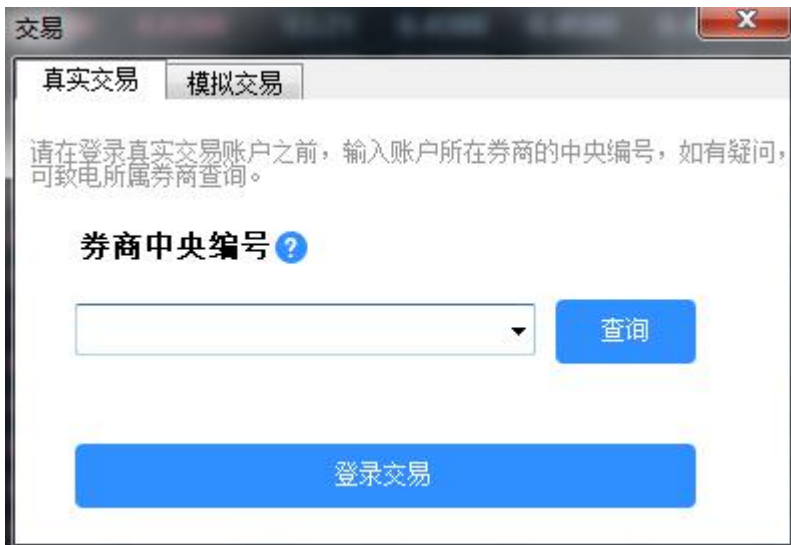 交易
真实交易 模拟交易
请在登录真实交易账户之前，输入账户所在券商的中央编号，如有疑问，
可致电所属券商查询。
券商中央编号 ?
查询
登录交易